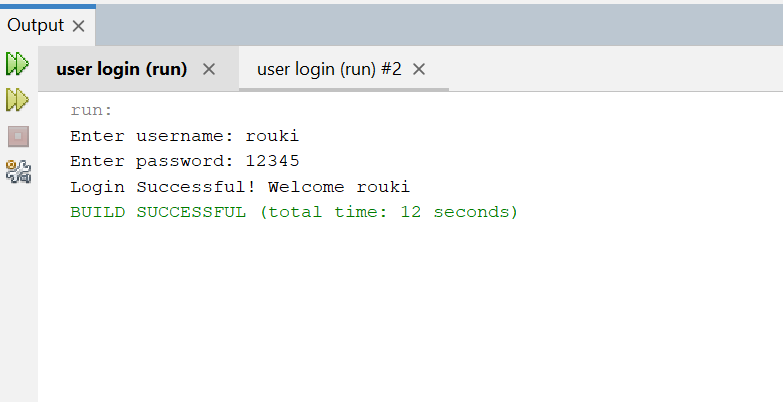 Output
user login (run)
user login (run) #2
run:
Enter username: rouki
Enter password: 12345
Login Successful! Welcome rouki
BUILD SUCCESSFUL (total time: 12 seconds)